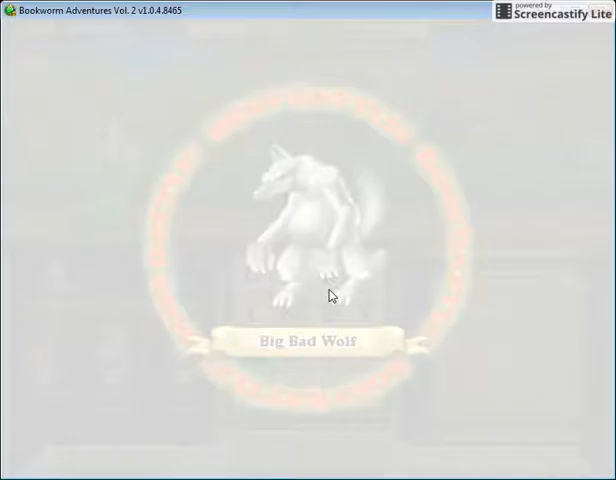 Bookworm Adventures Vol. 2 v1.0.4.8465
powered by
Screencastify Lite
Big Bad Wolf